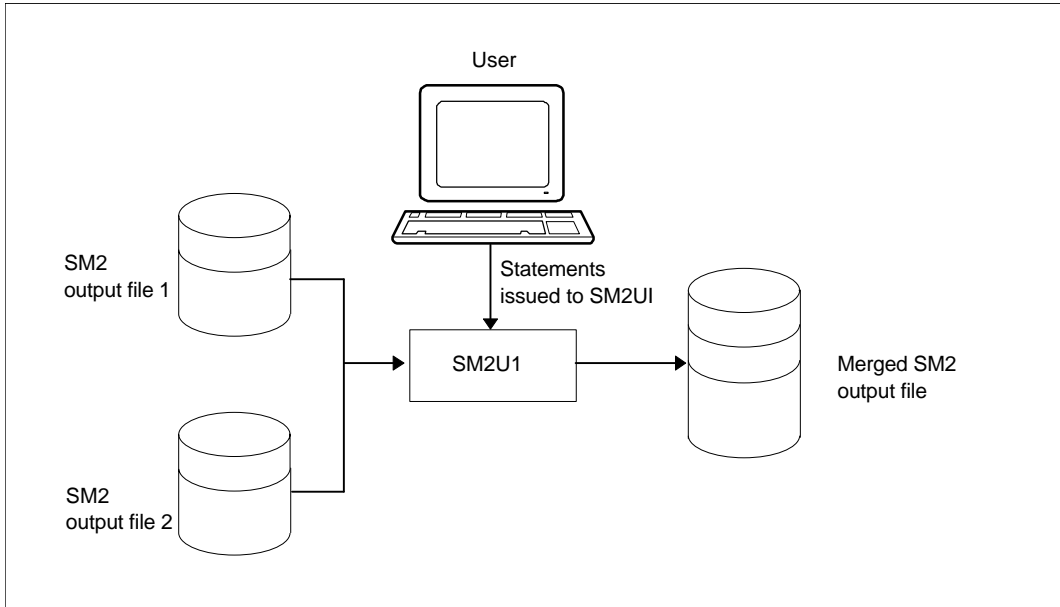 User
SM2
output file 1
Statements
issued to SM2UI
SM2U1
Merged SM2
output file
SM2
output file 2